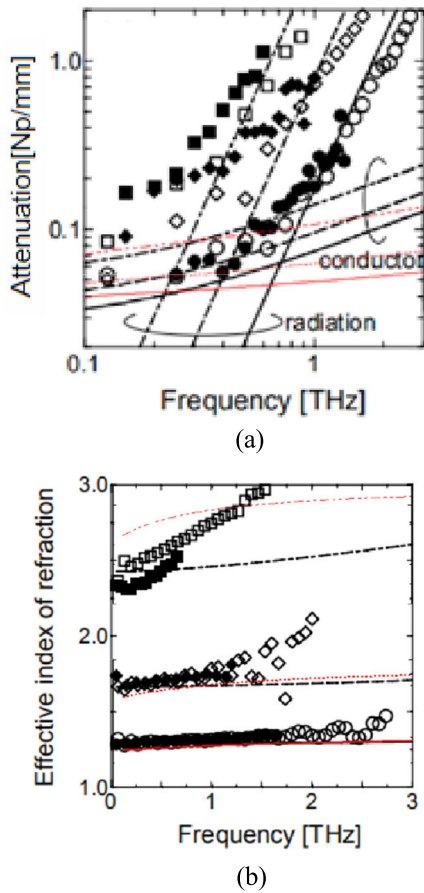 Attenuation[Np/mm]
1.0
0.1
conductor
radiation
0.1
1
Frequency [THz]
(a)
Effective index of refraction
3.0
2.0
1.0
0
1
2
3
Frequency [THz]
(b)